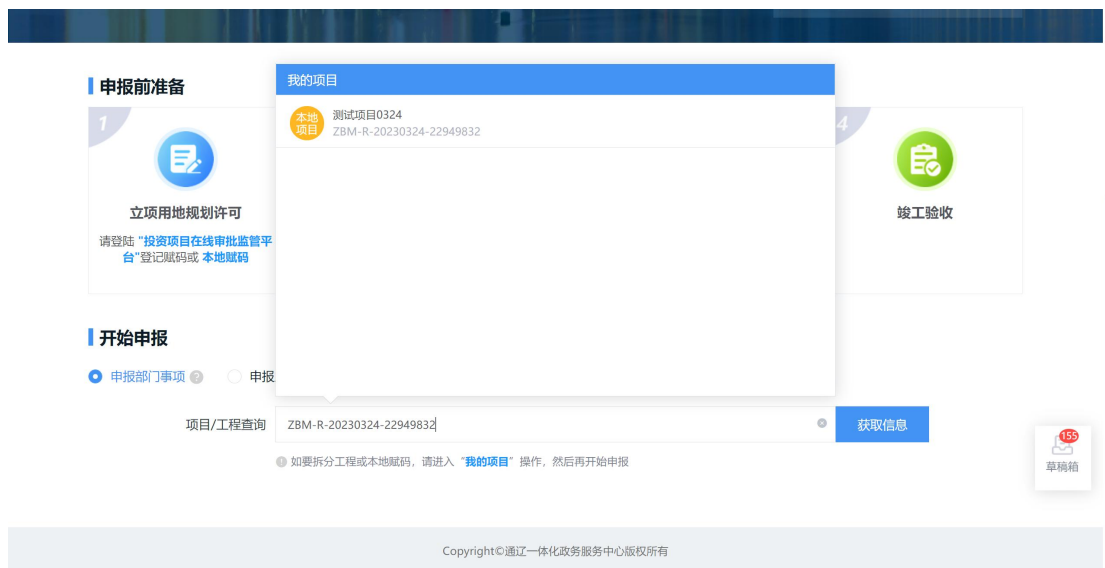 申报前准备
我的项目
本地
项目
测试项目0324
ZBM-R-20230324-22949832
1
立项用地规划许可
请登陆 "投资项目在线审批监管平
台"登记赋码或 本地赋码
4
竣工验收
开始申报
申报部门事项 ?
申报
项目/工程查询
ZBM-R-20230324-22949832
获取信息
如要拆分工程或本地赋码，请进入 "我的项目" 操作，然后再开始申报
155
草稿箱
Copyright©通辽一体化政务服务中心版权所有